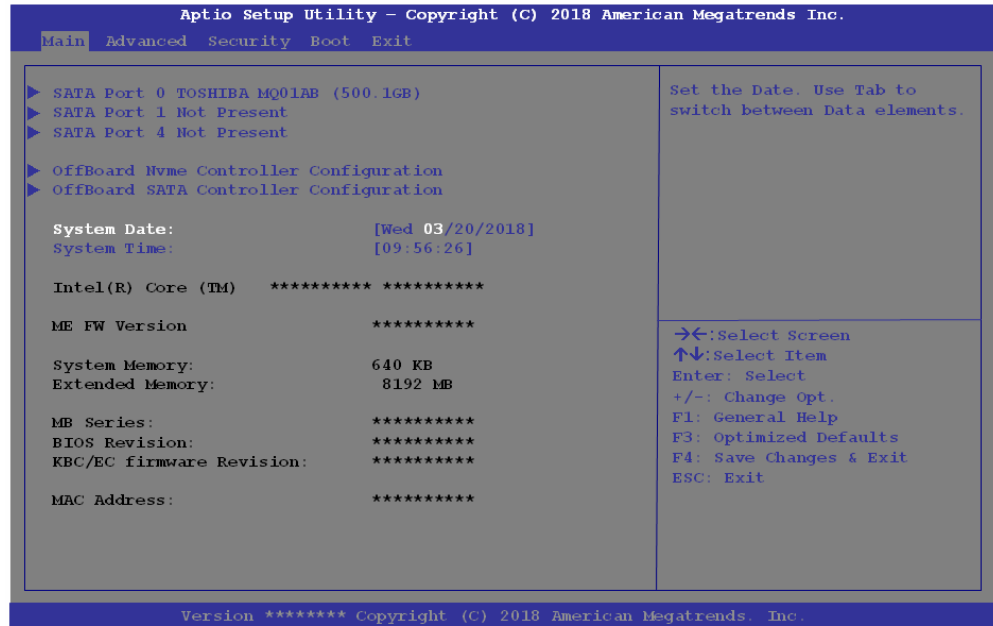 Aptio Setup Utility – Copyright (C) 2018 American Megatrends Inc.
Main Advanced Security Boot Exit
SATA Port 0 TOSHIBA MQ01AB (500.1GB)
SATA Port 1 Not Present
SATA Port 4 Not Present
OffBoard Nvme Controller Configuration
OffBoard SATA Controller Configuration
System Date: [Wed 03/20/2018]
System Time: [09:56:26]
Intel(R) Core (TM) ********** **********
ME FW Version **********
System Memory: 640 KB
Extended Memory: 8192 MB
MB Series: **********
BIOS Revision: **********
KBC/EC firmware Revision: **********
MAC Address: **********
Set the Date. Use Tab to
switch between Data elements.
→←:Select Screen
↑↓:Select Item
Enter: Select
+/-: Change Opt.
F1: General Help
F3: Optimized Defaults
F4: Save Changes & Exit
ESC: Exit
Version ******** Copyright (C) 2018 American Megatrends. Inc.